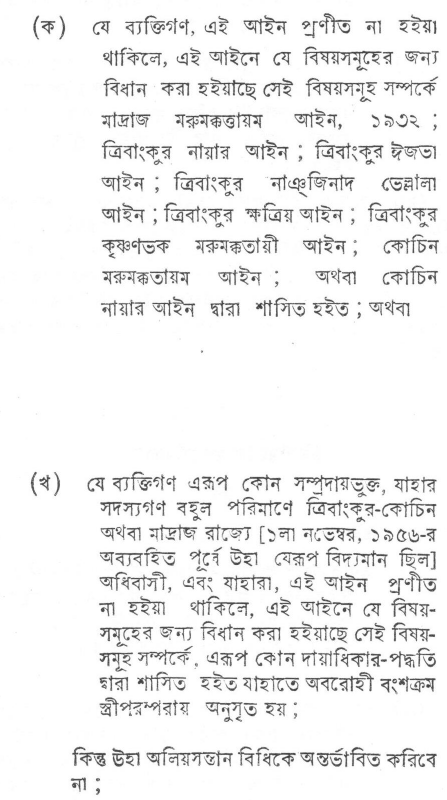 (ক) যে ব্যক্তিগণ, এই আইন প্রণীত না হইয়া
থাকিলে, এই আইনে যে বিষয়সমূহের জন্য
বিধান করা হইয়াছে সেই বিষয়সমূহ সম্পর্কে
মাদ্রাজ মরুমক্কত্তায়ম আইন, ১৯৩২ ;
ত্রিবাংকুর নায়ার আইন ; ত্রিবাংকুর ঈজভা
আইন ; ত্রিবাংকুর নাঞ্জিনাদ ভেল্লালা
আইন ; ত্রিবাংকুর ক্ষত্রিয় আইন ; ত্রিবাংকুর
কৃষ্ণণভক মরুমক্কতায়ী আইন ; কোচিন
মরুমক্কতায়ম আইন ; অথবা কোচিন
নায়ার আইন দ্বারা শাসিত হইত ; অথবা
(খ) যে ব্যক্তিগণ এরূপ কোন সম্প্রদায়ভুক্ত, যাহার
সদস্যগণ বহুল পরিমাণে ত্রিবাংকুর-কোচিন
অথবা মাদ্রাজ রাজ্যে [১লা নভেম্বর, ১৯৫৬-র
অব্যবহিত পূর্বে উহা যেরূপ বিদ্যমান ছিল]
অধিবাসী, এবং যাহারা, এই আইন প্রণীত
না হইয়া থাকিলে, এই আইনে যে বিষয়-
সমূহের জন্য বিধান করা হইয়াছে সেই বিষয়-
সমূহ সম্পর্কে, এরূপ কোন দায়াধিকার-পদ্ধতি
দ্বারা শাসিত হইত যাহাতে অবরোহী বংশক্রম
স্ত্রীপরম্পরায় অনুসৃত হয় ;
কিন্তু উহা অলিয়সন্তান বিধিকে অন্তর্ভাবিত করিবে
না ;